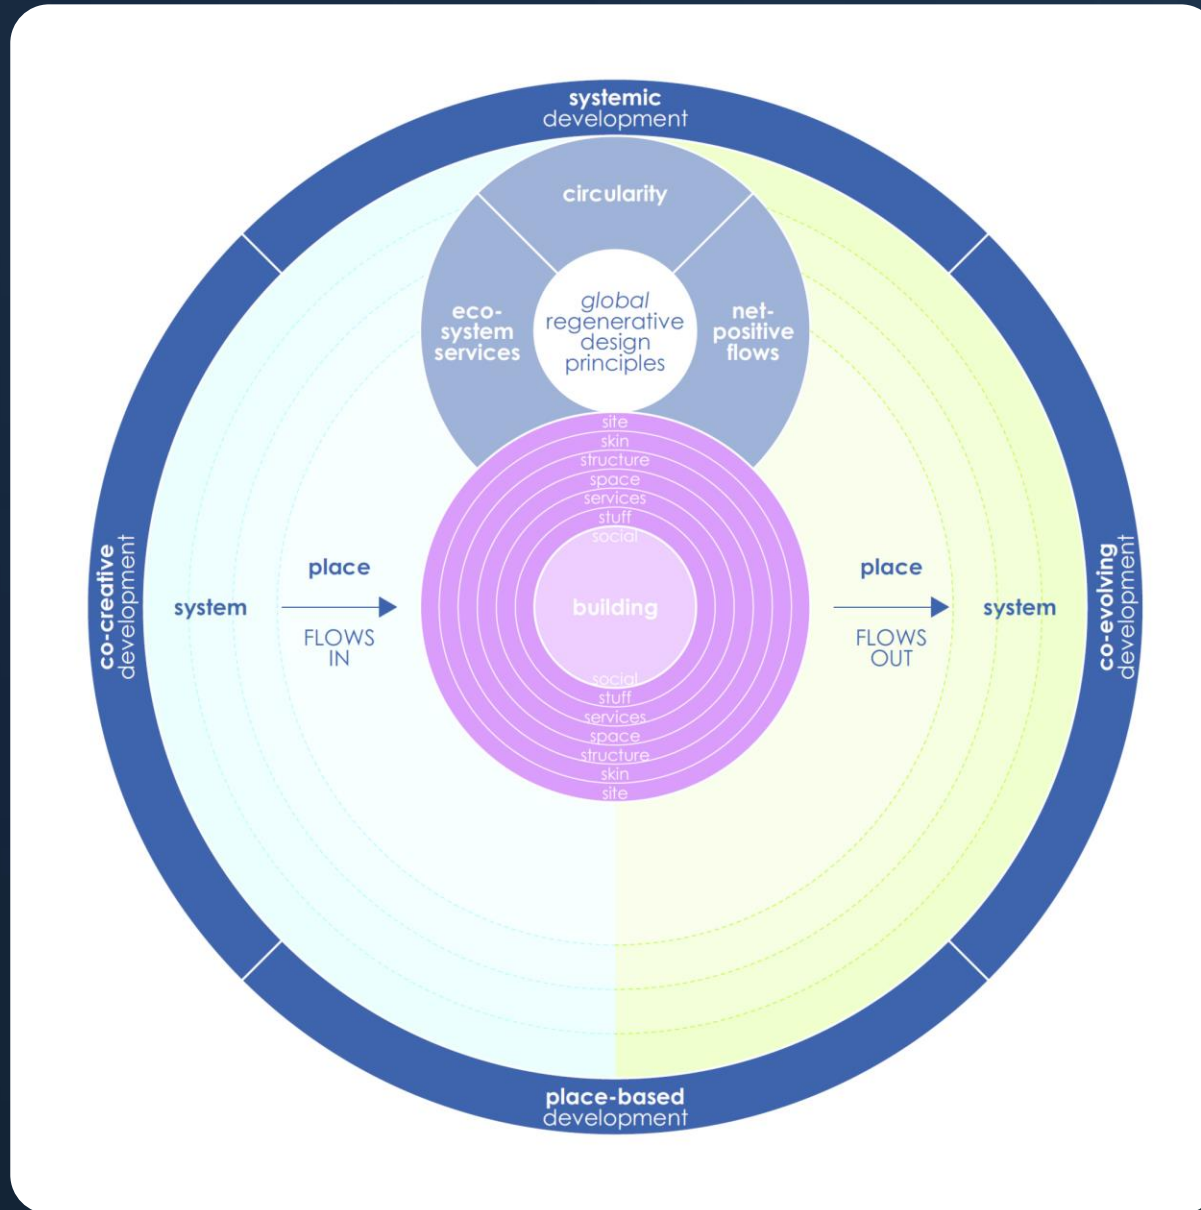 systemic
development
circularity
eco-
system
services
global
regenerative
design
principles
net-
positive
flows
site
skin
structure
space
services
stuff
social
building
social
stuff
services
space
structure
skin
site
co-creative
development
system
place
FLOWS
IN
place
FLOWS
OUT
system
co-evolving
development
place-based
development